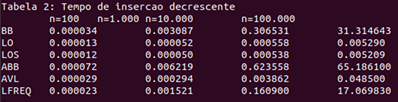 Tabela 2: Tempo de insercao decrescente
n=100 n=1.000 n=10.000 n=100.000
BB 0.000034 0.003087 0.306531 31.314643
LO 0.000013 0.000052 0.000558 0.005290
LOS 0.000012 0.000050 0.000538 0.005209
ABB 0.000072 0.006219 0.623558 65.186100
AVL 0.000029 0.000294 0.003862 0.048500
LFREQ 0.000023 0.001521 0.160900 17.069830